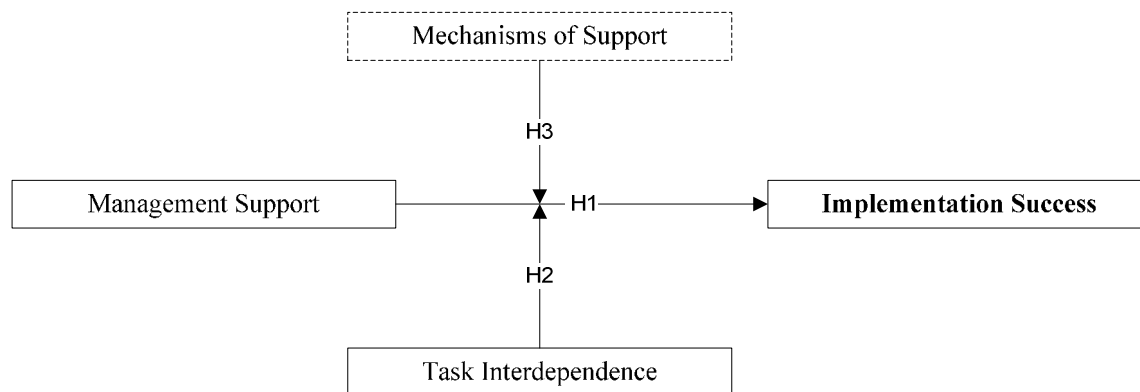 Mechanisms of Support
H3
Management Support
H1
Implementation Success
H2
Task Interdependence